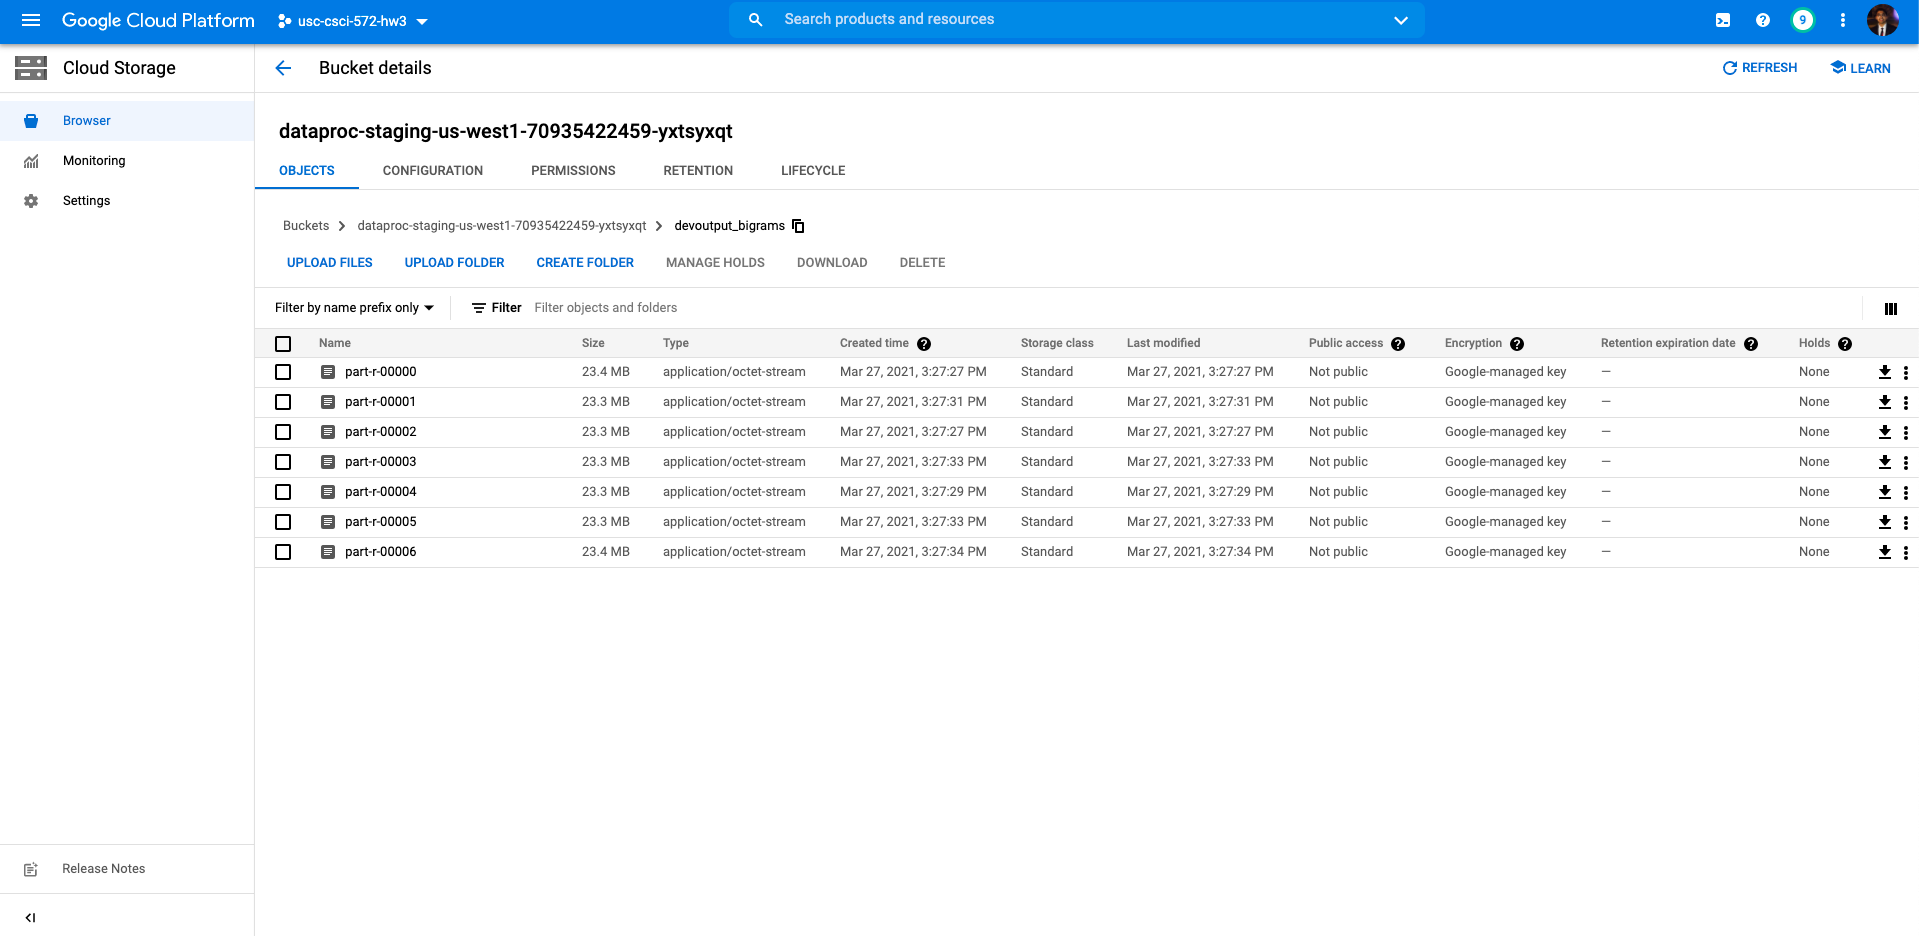 Google Cloud Platform usc-csci-572-hw3 Search products and resources 9
Cloud Storage Bucket details REFRESH LEARN
Browser
Monitoring
Settings
dataproc-staging-us-west1-70935422459-yxtsyxqt
OBJECTS CONFIGURATION PERMISSIONS RETENTION LIFECYCLE
Buckets dataproc-staging-us-west1-70935422459-yxtsyxqt devoutput_bigrams
UPLOAD FILES UPLOAD FOLDER CREATE FOLDER MANAGE HOLDS DOWNLOAD DELETE
Filter by name prefix only Filter Filter objects and folders
Name Size Type Created time Storage class Last modified Public access Encryption Retention expiration date Holds
part-r-00000 23.4 MB application/octet-stream Mar 27, 2021, 3:27:27 PM Standard Mar 27, 2021, 3:27:27 PM Not public Google-managed key — None
part-r-00001 23.3 MB application/octet-stream Mar 27, 2021, 3:27:31 PM Standard Mar 27, 2021, 3:27:31 PM Not public Google-managed key — None
part-r-00002 23.3 MB application/octet-stream Mar 27, 2021, 3:27:27 PM Standard Mar 27, 2021, 3:27:27 PM Not public Google-managed key — None
part-r-00003 23.3 MB application/octet-stream Mar 27, 2021, 3:27:33 PM Standard Mar 27, 2021, 3:27:33 PM Not public Google-managed key — None
part-r-00004 23.3 MB application/octet-stream Mar 27, 2021, 3:27:29 PM Standard Mar 27, 2021, 3:27:29 PM Not public Google-managed key — None
part-r-00005 23.3 MB application/octet-stream Mar 27, 2021, 3:27:33 PM Standard Mar 27, 2021, 3:27:33 PM Not public Google-managed key — None
part-r-00006 23.4 MB application/octet-stream Mar 27, 2021, 3:27:34 PM Standard Mar 27, 2021, 3:27:34 PM Not public Google-managed key — None
Release Notes